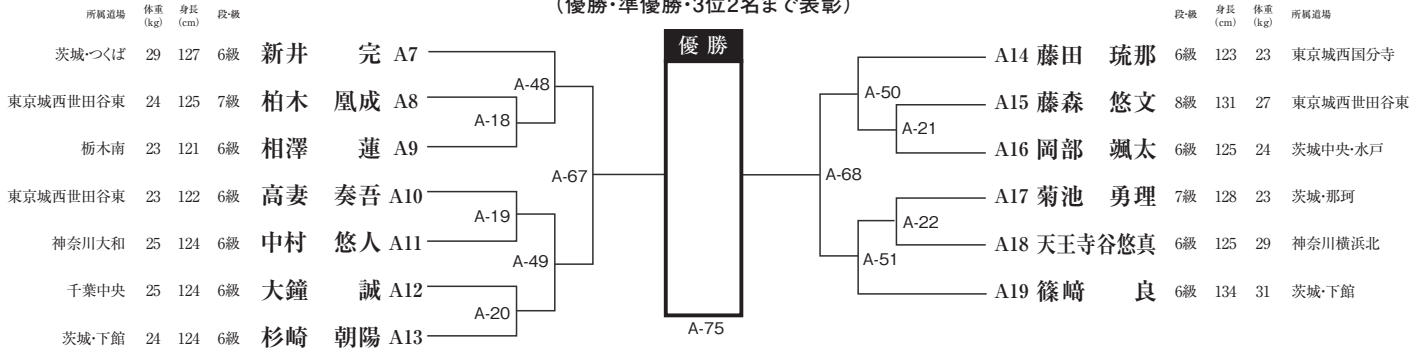 (優勝・準優勝・3位2名まで表彰)
所属道場 体重(kg) 身長(cm) 段・級
茨城・つくば 29 127 6級 新井 完 A7
東京城西世田谷東 24 125 7級 柏木 凰成 A8
栃木南 23 121 6級 相澤 蓮 A9
東京城西世田谷東 23 122 6級 高妻 奏吾 A10
神奈川大和 25 124 6級 中村 悠人 A11
千葉中央 25 124 6級 大鐘 誠 A12
茨城・下館 24 124 6級 杉崎 朝陽 A13
A-48
A-18
A-67
A-19
A-49
A-20
優勝
A-75
段・級 身長(cm) 体重(kg) 所属道場
A14 藤田 琉那 6級 123 23 東京城西国分寺
A15 藤森 悠文 8級 131 27 東京城西世田谷東
A16 岡部 颯太 6級 125 24 茨城中央・水戸
A17 菊池 勇理 7級 128 23 茨城・那珂
A18 天王寺谷悠真 6級 125 29 神奈川横浜北
A19 篠﨑 良 6級 134 31 茨城・下館
A-50
A-21
A-68
A-22
A-51